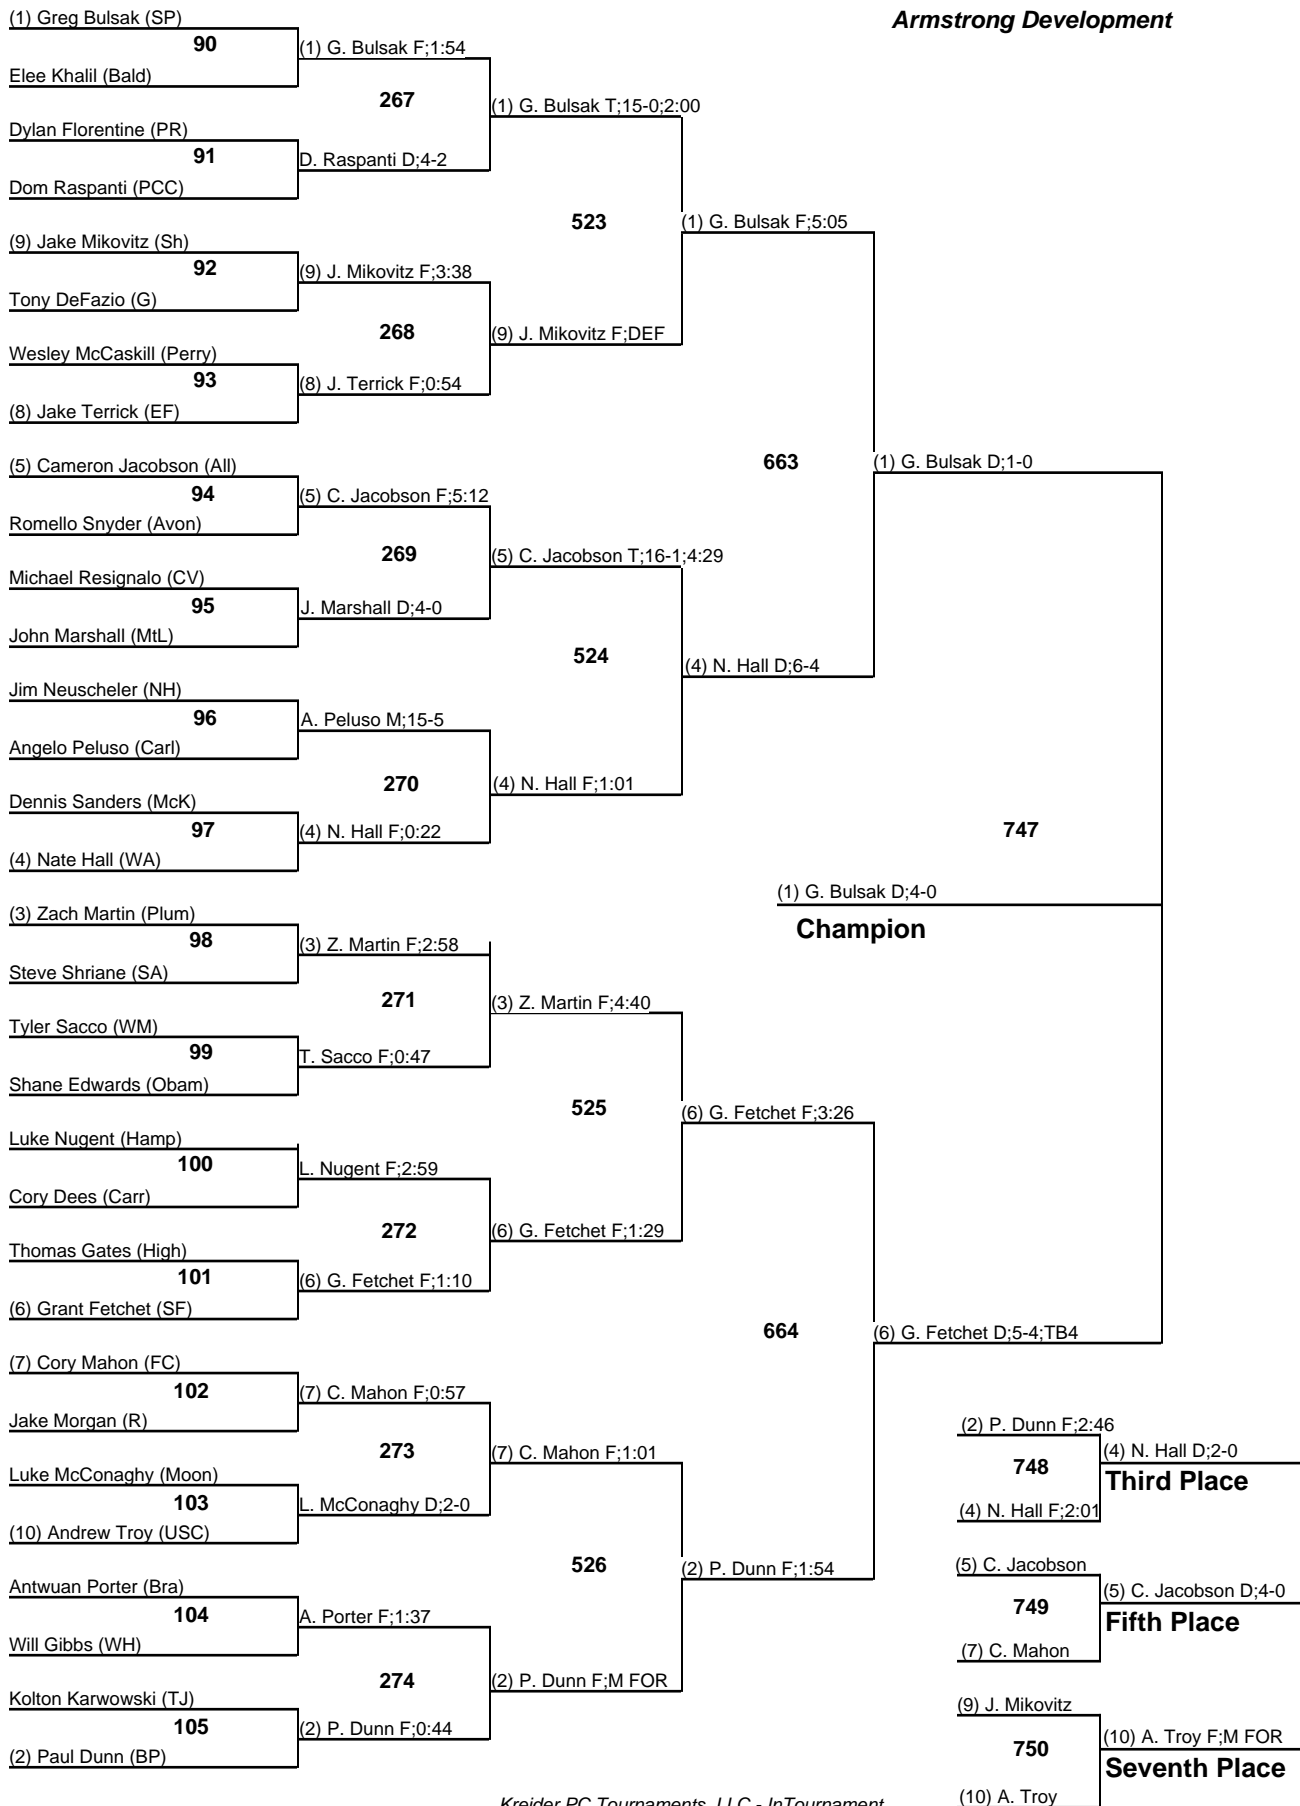 Armstrong Development
(1) Greg Bulsak (SP)
90
Elee Khalil (Bald)
Dylan Florentine (PR)
91
Dom Raspanti (PCC)
(9) Jake Mikovitz (Sh)
92
Tony DeFazio (G)
Wesley McCaskill (Perry)
93
(8) Jake Terrick (EF)
(5) Cameron Jacobson (All)
94
Romello Snyder (Avon)
Michael Resignalo (CV)
95
John Marshall (MtL)
Jim Neuscheler (NH)
96
Angelo Peluso (Carl)
Dennis Sanders (McK)
97
(4) Nate Hall (WA)
(3) Zach Martin (Plum)
98
Steve Shriane (SA)
Tyler Sacco (WM)
99
Shane Edwards (Obam)
Luke Nugent (Hamp)
100
Cory Dees (Carr)
Thomas Gates (High)
101
(6) Grant Fetchet (SF)
(7) Cory Mahon (FC)
102
Jake Morgan (R)
Luke McConaghy (Moon)
103
(10) Andrew Troy (USC)
Antwuan Porter (Bra)
104
Will Gibbs (WH)
Kolton Karwowski (TJ)
105
(2) Paul Dunn (BP)
(1) G. Bulsak F;1:54
267
D. Raspanti D;4-2
(9) J. Mikovitz F;3:38
268
(8) J. Terrick F;0:54
(5) C. Jacobson F;5:12
269
J. Marshall D;4-0
A. Peluso M;15-5
270
(4) N. Hall F;0:22
(3) Z. Martin F;2:58
271
T. Sacco F;0:47
L. Nugent F;2:59
272
(6) G. Fetchet F;1:10
(7) C. Mahon F;0:57
273
L. McConaghy D;2-0
A. Porter F;1:37
274
(2) P. Dunn F;0:44
(1) G. Bulsak T;15-0;2:00
523
(9) J. Mikovitz F;DEF
(5) C. Jacobson T;16-1;4:29
524
(4) N. Hall F;1:01
(3) Z. Martin F;4:40
525
(6) G. Fetchet F;1:29
(7) C. Mahon F;1:01
526
(2) P. Dunn F;M FOR
(1) G. Bulsak F;5:05
663
(4) N. Hall D;6-4
(6) G. Fetchet F;3:26
664
(2) P. Dunn F;1:54
(1) G. Bulsak D;1-0
747
(6) G. Fetchet D;5-4;TB4
(1) G. Bulsak D;4-0
Champion
(2) P. Dunn F;2:46
748
(4) N. Hall F;2:01
(4) N. Hall D;2-0
Third Place
(5) C. Jacobson
749
(7) C. Mahon
(5) C. Jacobson D;4-0
Fifth Place
(9) J. Mikovitz
750
(10) A. Troy
(10) A. Troy F;M FOR
Seventh Place
Kreider PC Tournaments, LLC - InTournament